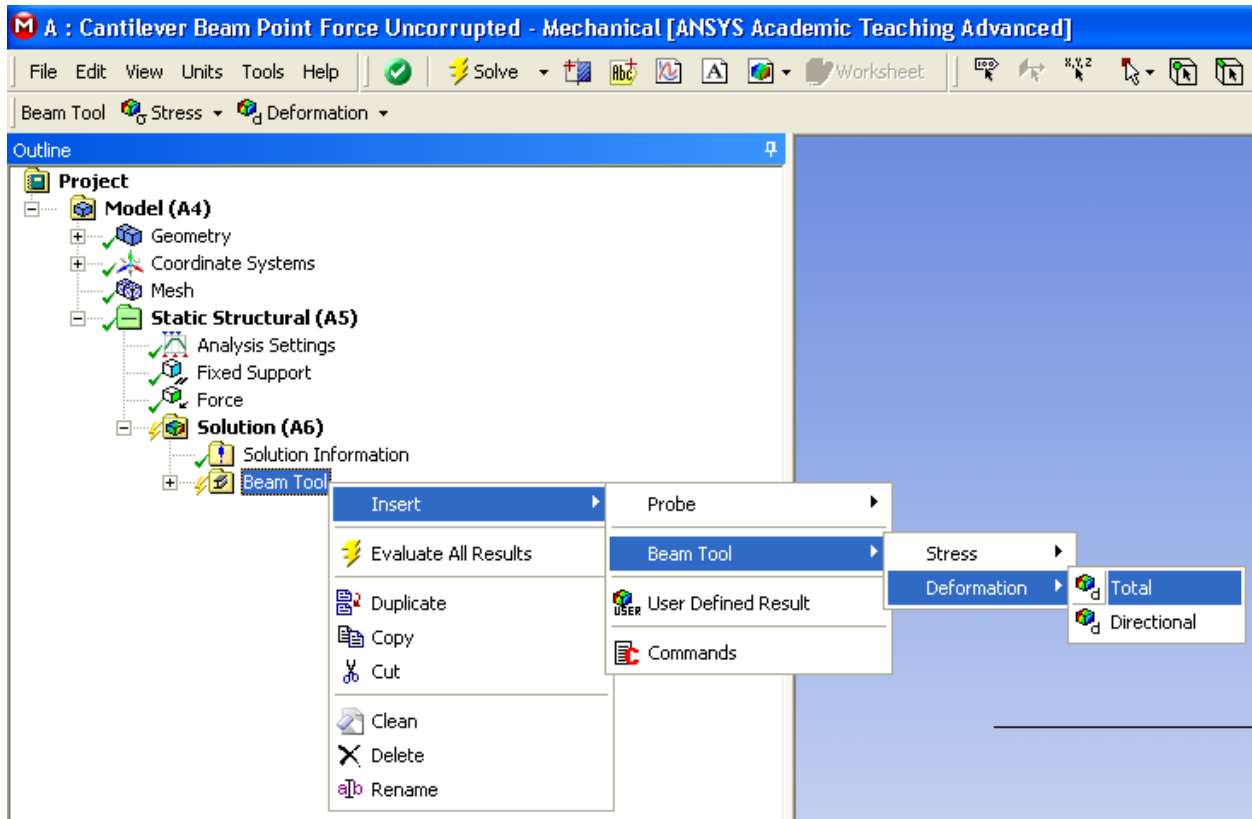 A : Cantilever Beam Point Force Uncorrupted - Mechanical [ANSYS Academic Teaching Advanced]
File Edit View Units Tools Help Solve Worksheet
Beam Tool Stress Deformation
Outline
Project
Model (A4)
Geometry
Coordinate Systems
Mesh
Static Structural (A5)
Analysis Settings
Fixed Support
Force
Solution (A6)
Solution Information
Beam Tool
Insert
Evaluate All Results
Duplicate
Copy
Cut
Clean
Delete
Rename
Probe
Beam Tool
User Defined Result
Commands
Stress
Deformation
Total
Directional